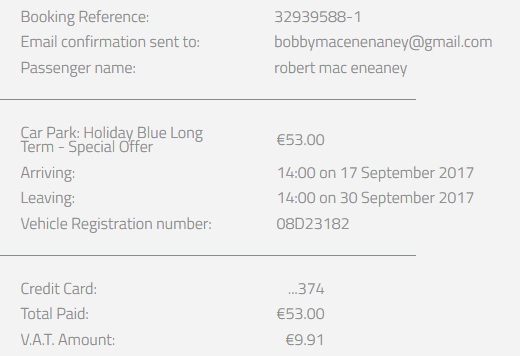 Booking Reference: 32939588-1
Email confirmation sent to: bobbymacenenaney@gmail.com
Passenger name: robert mac eneaney
Car Park: Holiday Blue Long
Term - Special Offer €53.00
Arriving: 14:00 on 17 September 2017
Leaving: 14:00 on 30 September 2017
Vehicle Registration number: 08D23182
Credit Card: ...374
Total Paid: €53.00
V.A.T. Amount: €9.91